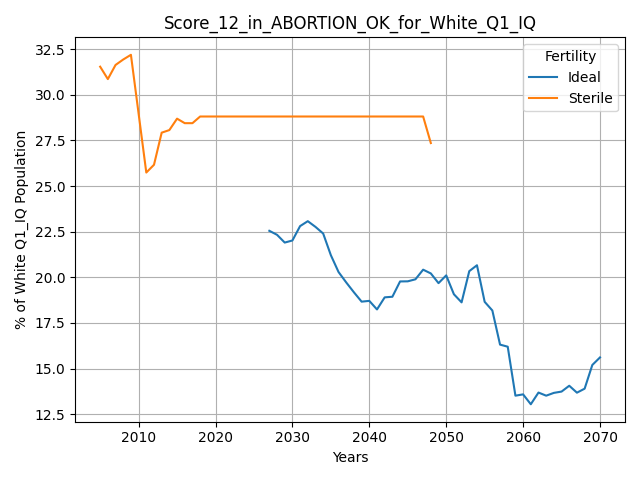 Score_12_in_ABORTION_OK_for_White_Q1_IQ
Fertility
Ideal
Sterile
% of White Q1_IQ Population
32.5
30.0
27.5
25.0
22.5
20.0
17.5
15.0
12.5
2010 2020 2030 2040 2050 2060 2070
Years